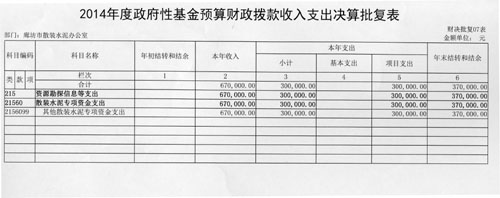 2014年度政府性基金预算财政拨款收入支出决算批复表
财决批复07表
部门：廊坊市散装水泥办公室 金额单位：元
科目编码 科目名称 年初结转和结余 本年收入 本年支出 年末结转和结余
小计 基本支出 项目支出
类 款 项 栏次 1 2 3 4 5 6
合计 670,000.00 300,000.00 300,000.00 370,000.00
215 资源勘探信息等支出 670,000.00 300,000.00 300,000.00 370,000.00
21560 散装水泥专项资金支出 670,000.00 300,000.00 300,000.00 370,000.00
2156099 其他散装水泥专项资金支出 670,000.00 300,000.00 300,000.00 370,000.00